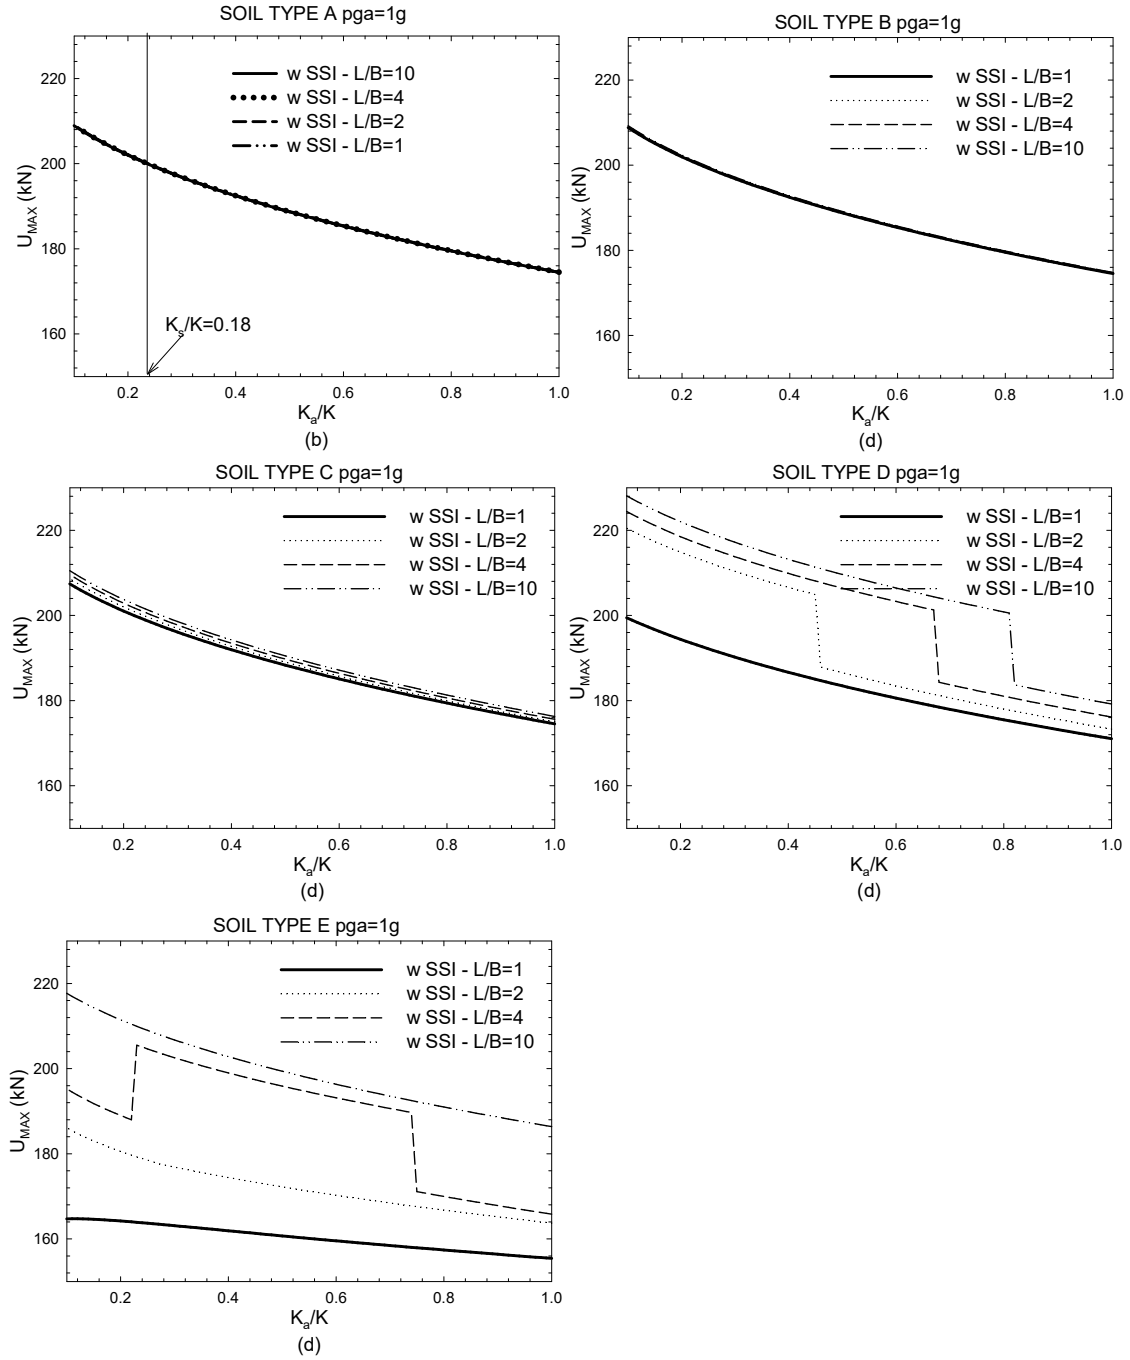 SOIL TYPE A pga=1g
220
200
180
160
U_MAX (kN)
w SSI - L/B=10
w SSI - L/B=4
w SSI - L/B=2
w SSI - L/B=1
K_s/K=0.18
0.2 0.4 0.6 0.8 1.0
K_a/K
(b)
SOIL TYPE B pga=1g
220
200
180
160
U_MAX (kN)
w SSI - L/B=1
w SSI - L/B=2
w SSI - L/B=4
w SSI - L/B=10
0.2 0.4 0.6 0.8 1.0
K_a/K
(d)
SOIL TYPE C pga=1g
220
200
180
160
U_MAX (kN)
w SSI - L/B=1
w SSI - L/B=2
w SSI - L/B=4
w SSI - L/B=10
0.2 0.4 0.6 0.8 1.0
K_a/K
(d)
SOIL TYPE D pga=1g
220
200
180
160
U_MAX (kN)
w SSI - L/B=1
w SSI - L/B=2
w SSI - L/B=4
w SSI - L/B=10
0.2 0.4 0.6 0.8 1.0
K_a/K
(d)
SOIL TYPE E pga=1g
220
200
180
160
U_MAX (kN)
w SSI - L/B=1
w SSI - L/B=2
w SSI - L/B=4
w SSI - L/B=10
0.2 0.4 0.6 0.8 1.0
K_a/K
(d)